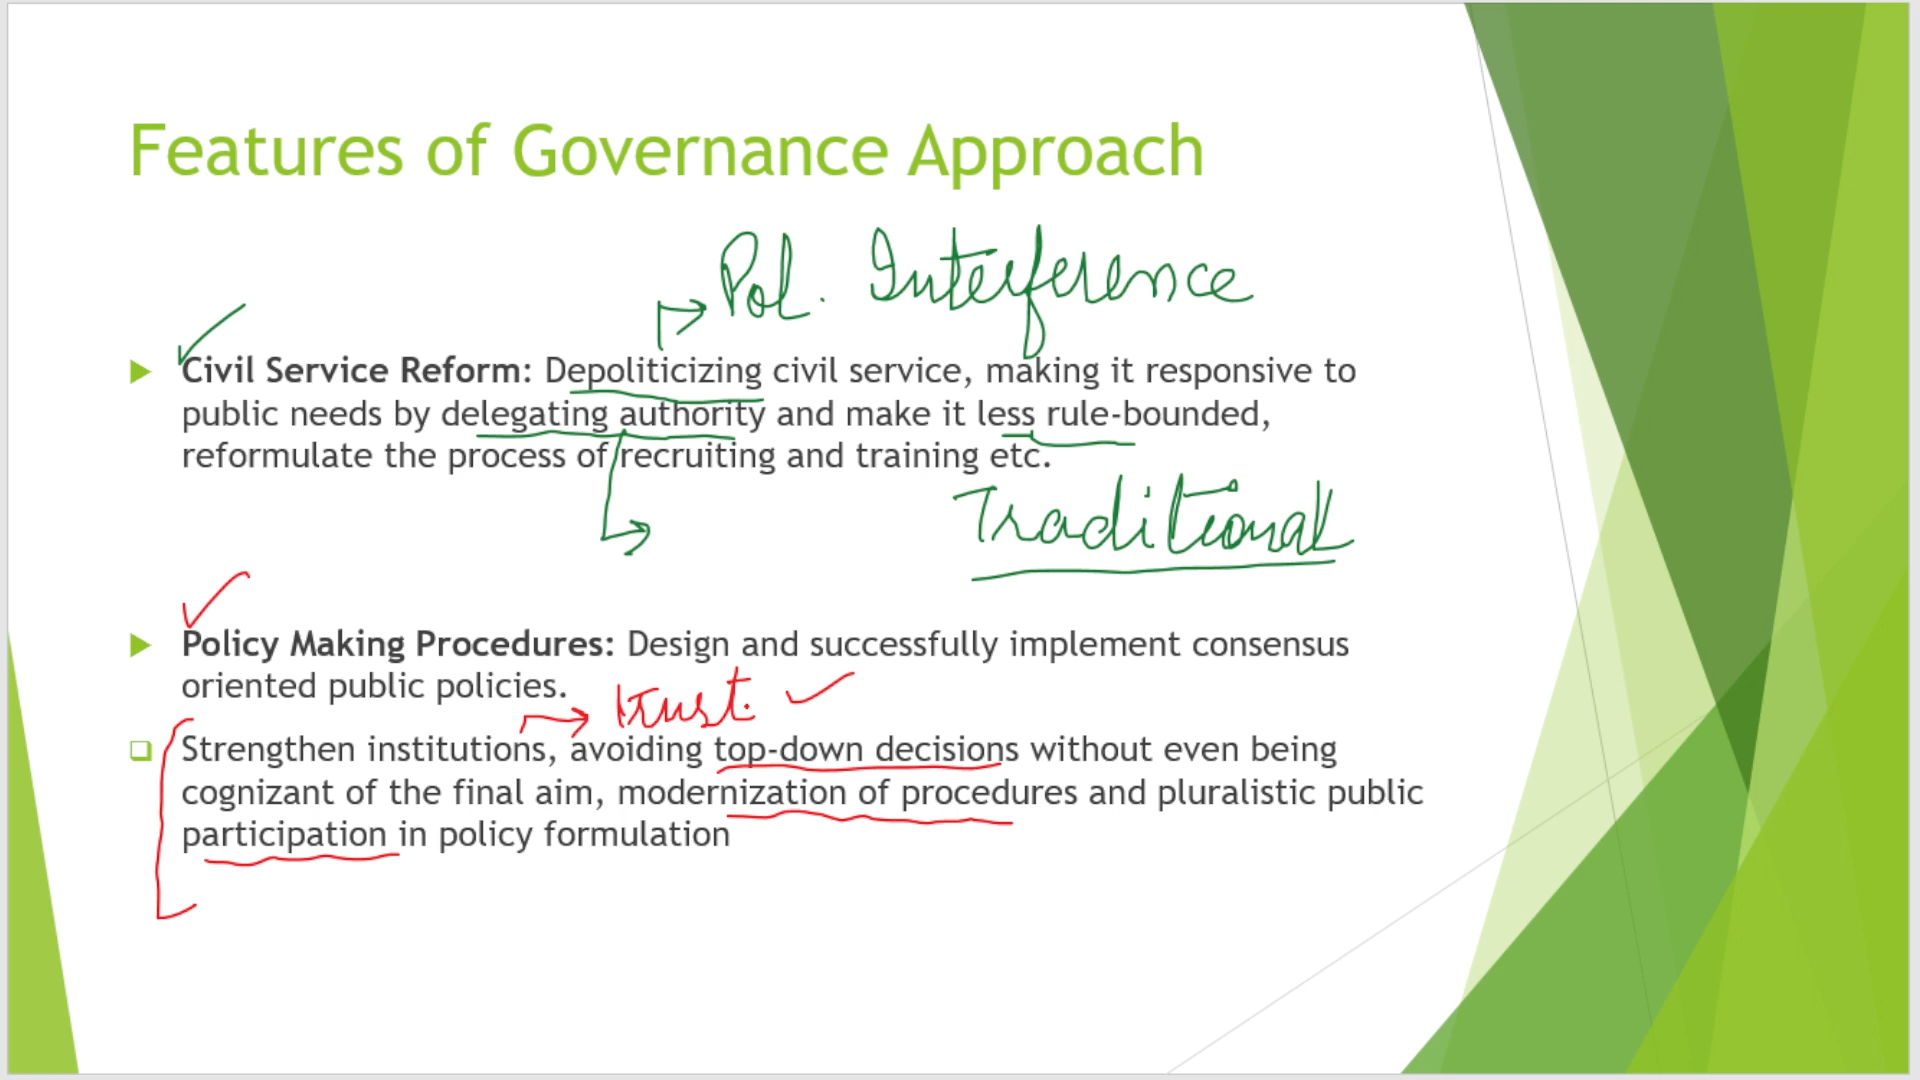 Features of Governance Approach
Pol. Interference
Civil Service Reform: Depoliticizing civil service, making it responsive to
public needs by delegating authority and make it less rule-bounded,
reformulate the process of recruiting and training etc.
Traditional
Policy Making Procedures: Design and successfully implement consensus
oriented public policies.
trust.
Strengthen institutions, avoiding top-down decisions without even being
cognizant of the final aim, modernization of procedures and pluralistic public
participation in policy formulation